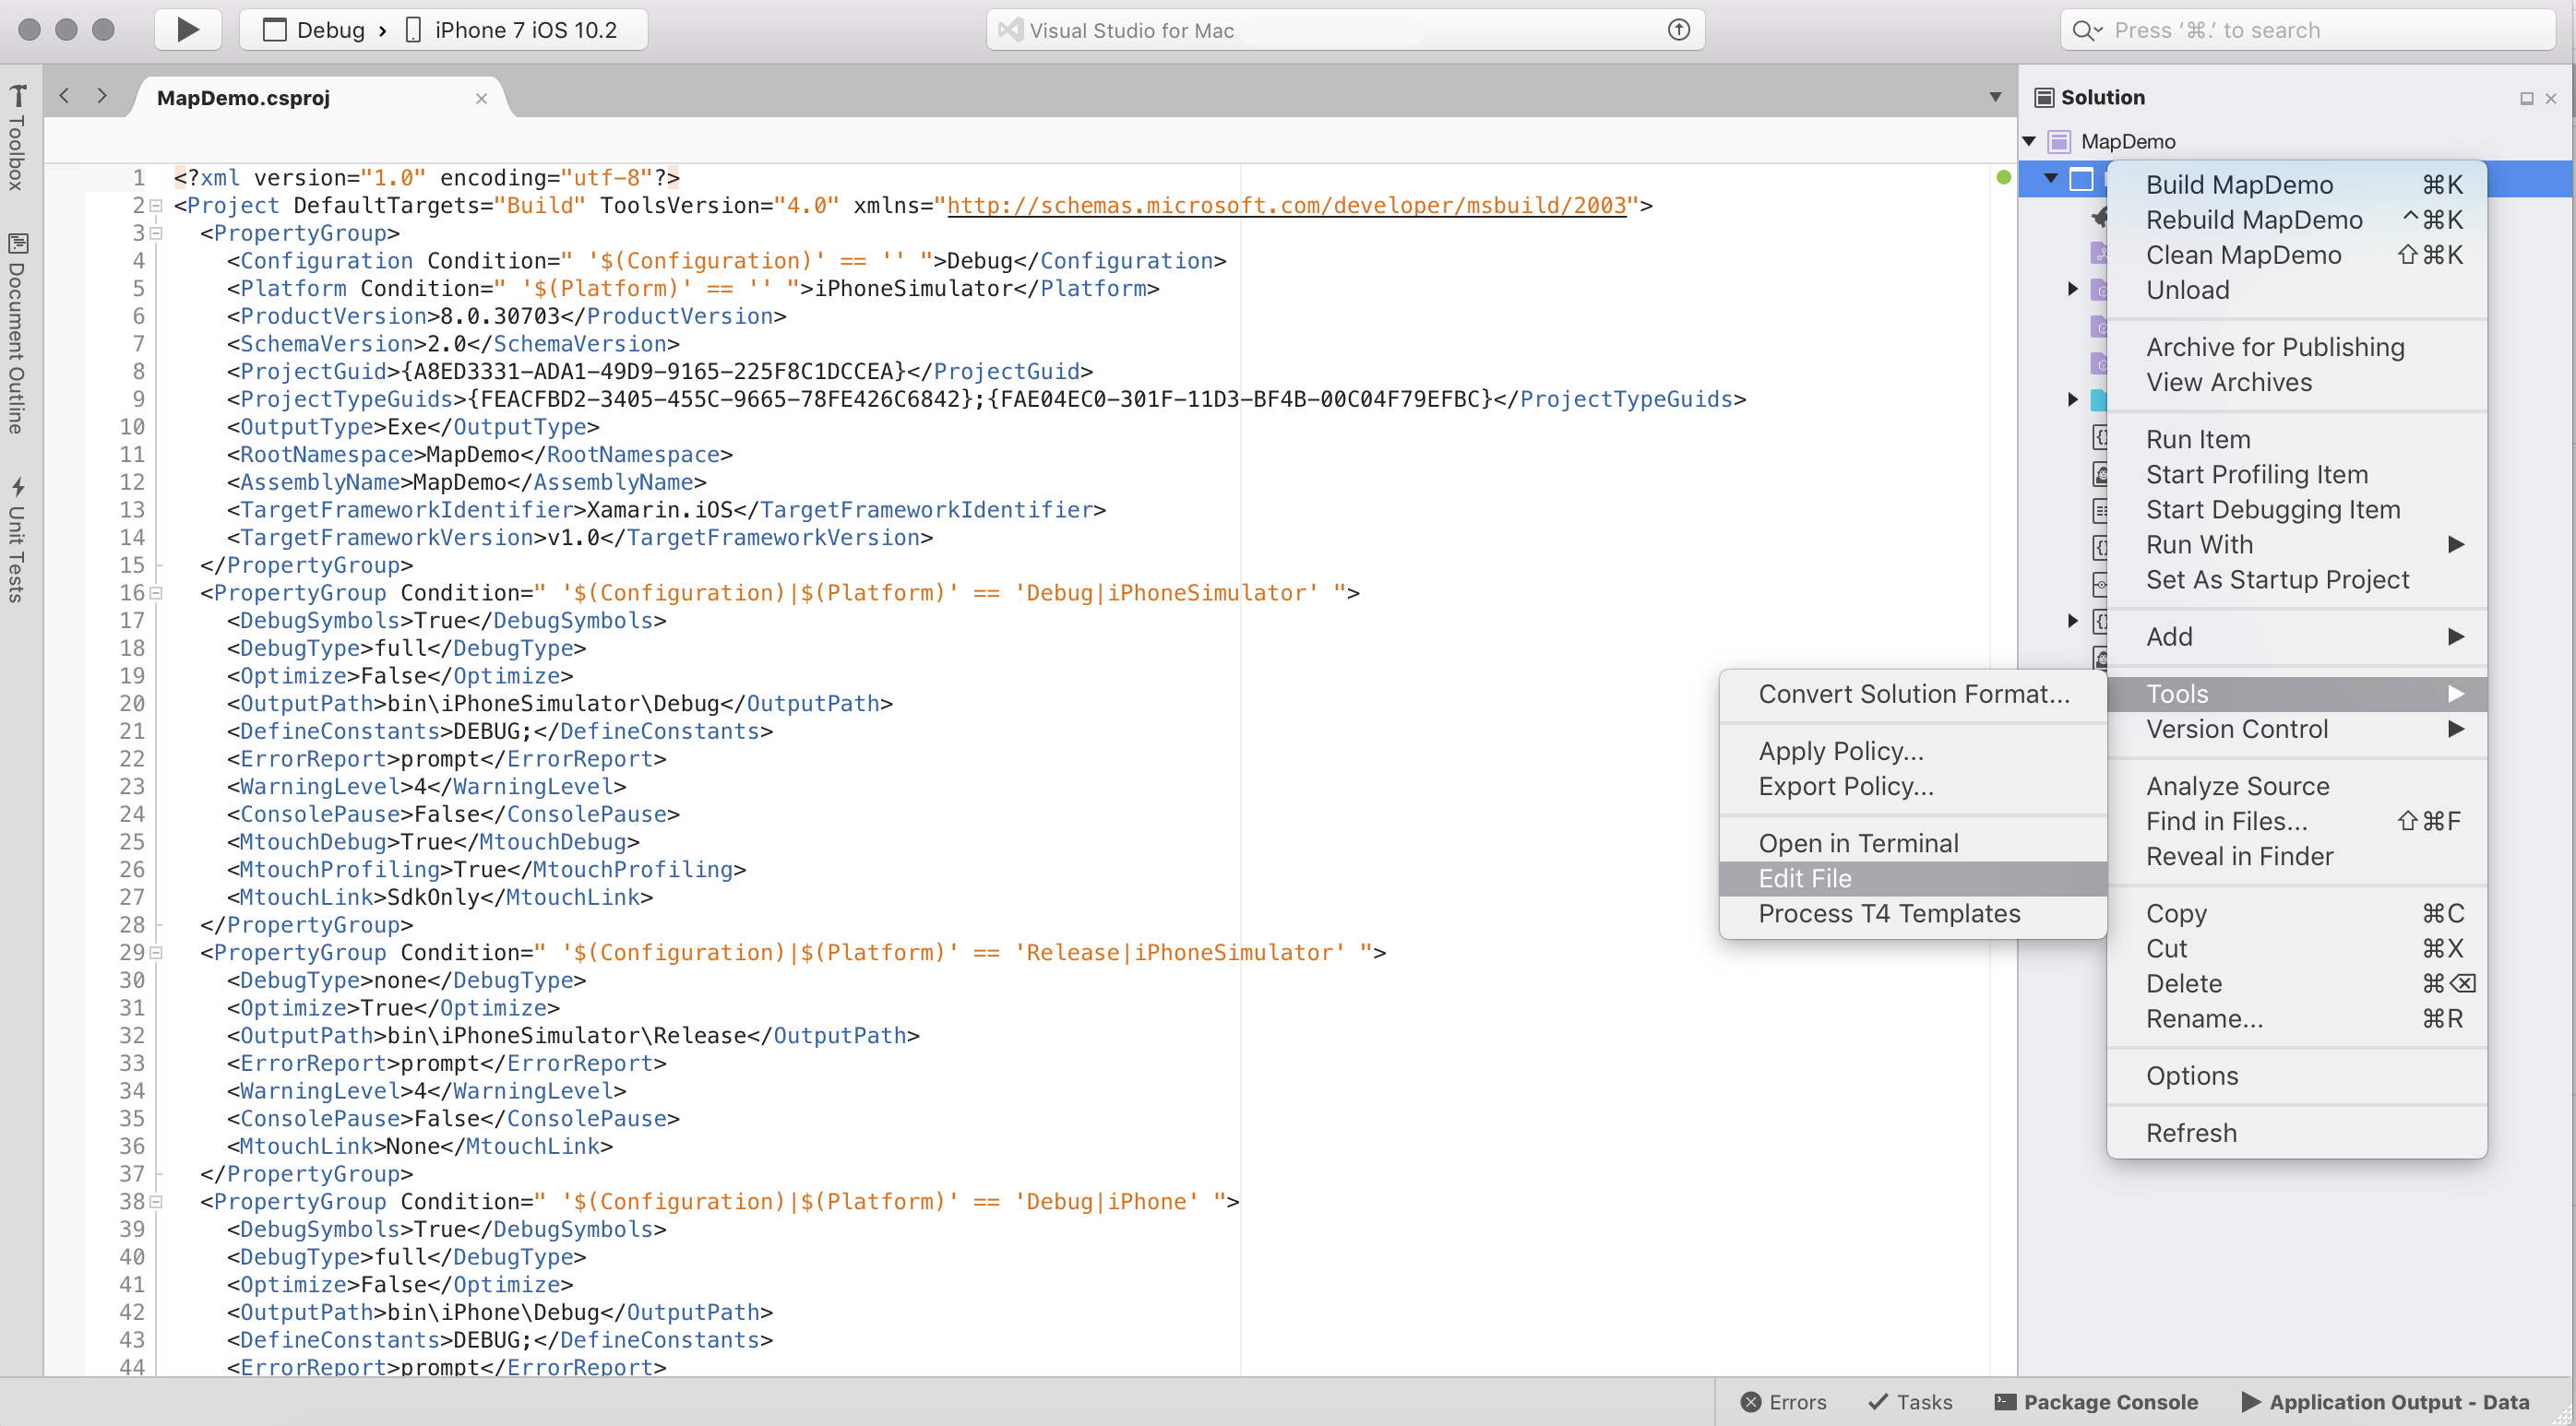 Debug › iPhone 7 iOS 10.2
Visual Studio for Mac
Press ‘⌘.’ to search
Toolbox
Document Outline
Unit Tests
MapDemo.csproj
1 <?xml version="1.0" encoding="utf-8"?>
2 <Project DefaultTargets="Build" ToolsVersion="4.0" xmlns="http://schemas.microsoft.com/developer/msbuild/2003">
3 <PropertyGroup>
4 <Configuration Condition=" '$(Configuration)' == '' ">Debug</Configuration>
5 <Platform Condition=" '$(Platform)' == '' ">iPhoneSimulator</Platform>
6 <ProductVersion>8.0.30703</ProductVersion>
7 <SchemaVersion>2.0</SchemaVersion>
8 <ProjectGuid>{A8ED3331-ADA1-49D9-9165-225F8C1DCCEA}</ProjectGuid>
9 <ProjectTypeGuids>{FEACFBD2-3405-455C-9665-78FE426C6842};{FAE04EC0-301F-11D3-BF4B-00C04F79EFBC}</ProjectTypeGuids>
10 <OutputType>Exe</OutputType>
11 <RootNamespace>MapDemo</RootNamespace>
12 <AssemblyName>MapDemo</AssemblyName>
13 <TargetFrameworkIdentifier>Xamarin.iOS</TargetFrameworkIdentifier>
14 <TargetFrameworkVersion>v1.0</TargetFrameworkVersion>
15 </PropertyGroup>
16 <PropertyGroup Condition=" '$(Configuration)|$(Platform)' == 'Debug|iPhoneSimulator' ">
17 <DebugSymbols>True</DebugSymbols>
18 <DebugType>full</DebugType>
19 <Optimize>False</Optimize>
20 <OutputPath>bin\iPhoneSimulator\Debug</OutputPath>
21 <DefineConstants>DEBUG;</DefineConstants>
22 <ErrorReport>prompt</ErrorReport>
23 <WarningLevel>4</WarningLevel>
24 <ConsolePause>False</ConsolePause>
25 <MtouchDebug>True</MtouchDebug>
26 <MtouchProfiling>True</MtouchProfiling>
27 <MtouchLink>SdkOnly</MtouchLink>
28 </PropertyGroup>
29 <PropertyGroup Condition=" '$(Configuration)|$(Platform)' == 'Release|iPhoneSimulator' ">
30 <DebugType>none</DebugType>
31 <Optimize>True</Optimize>
32 <OutputPath>bin\iPhoneSimulator\Release</OutputPath>
33 <ErrorReport>prompt</ErrorReport>
34 <WarningLevel>4</WarningLevel>
35 <ConsolePause>False</ConsolePause>
36 <MtouchLink>None</MtouchLink>
37 </PropertyGroup>
38 <PropertyGroup Condition=" '$(Configuration)|$(Platform)' == 'Debug|iPhone' ">
39 <DebugSymbols>True</DebugSymbols>
40 <DebugType>full</DebugType>
41 <Optimize>False</Optimize>
42 <OutputPath>bin\iPhone\Debug</OutputPath>
43 <DefineConstants>DEBUG;</DefineConstants>
44 <ErrorReport>prompt</ErrorReport>
Solution
MapDemo
Build MapDemo ⌘K
Rebuild MapDemo ^⌘K
Clean MapDemo ⇧⌘K
Unload
Archive for Publishing
View Archives
Run Item
Start Profiling Item
Start Debugging Item
Run With
Set As Startup Project
Add
Tools
Version Control
Analyze Source
Find in Files... ⇧⌘F
Reveal in Finder
Copy ⌘C
Cut ⌘X
Delete ⌘⌫
Rename... ⌘R
Options
Refresh
Convert Solution Format...
Apply Policy...
Export Policy...
Open in Terminal
Edit File
Process T4 Templates
Errors
Tasks
Package Console
Application Output - Data